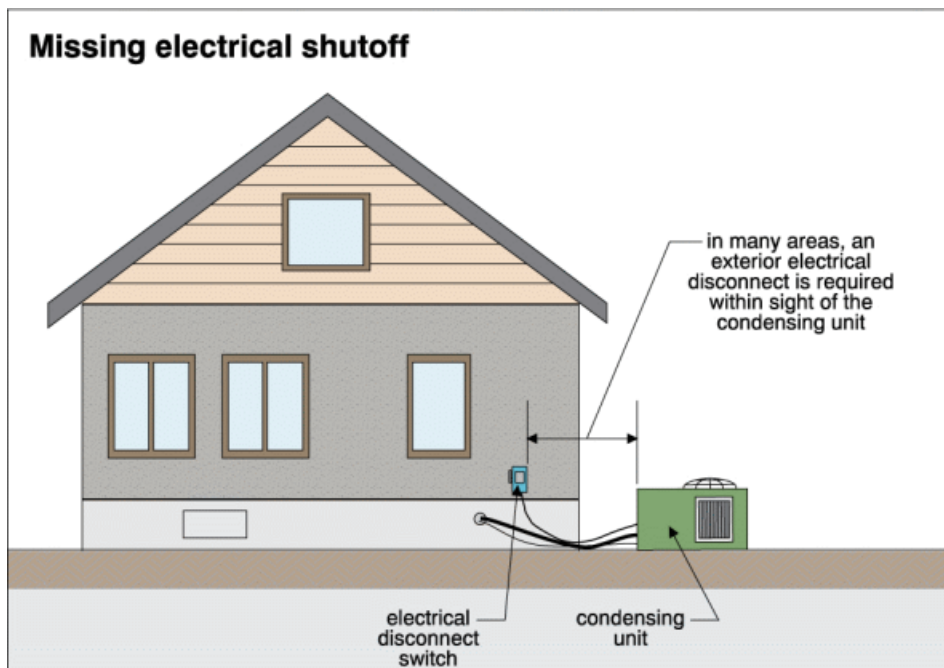 Missing electrical shutoff
in many areas, an
exterior electrical
disconnect is required
within sight of the
condensing unit
electrical
disconnect
switch
condensing
unit